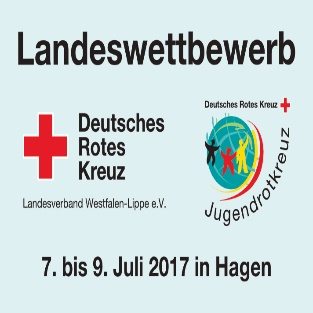 Landeswettbewerb
Deutsches
Rotes
Kreuz
Landesverband Westfalen-Lippe e.V.
Deutsches Rotes Kreuz
Jugendrotkreuz
7. bis 9. Juli 2017 in Hagen